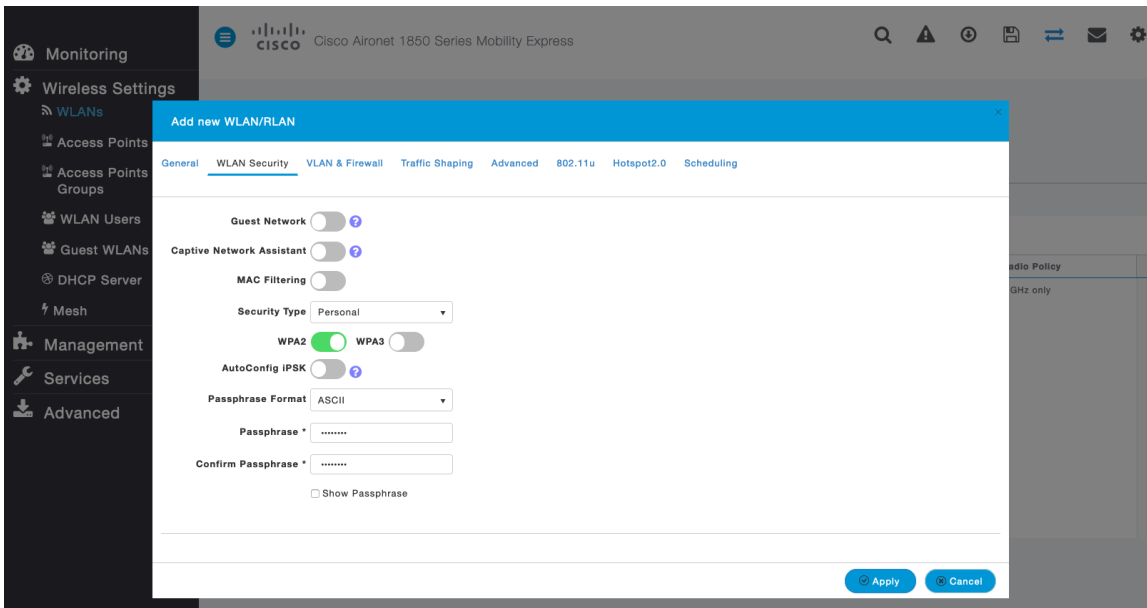 CISCO Cisco Aironet 1850 Series Mobility Express
Monitoring
Wireless Settings
WLANs
Access Points
Access Points
Groups
WLAN Users
Guest WLANs
DHCP Server
Mesh
Management
Services
Advanced
Add new WLAN/RLAN
General WLAN Security VLAN & Firewall Traffic Shaping Advanced 802.11u Hotspot2.0 Scheduling
Guest Network
Captive Network Assistant
MAC Filtering
Security Type Personal
WPA2 WPA3
AutoConfig iPSK
Passphrase Format ASCII
Passphrase * ••••••••
Confirm Passphrase * ••••••••
Show Passphrase
Apply Cancel
adio Policy
GHz only